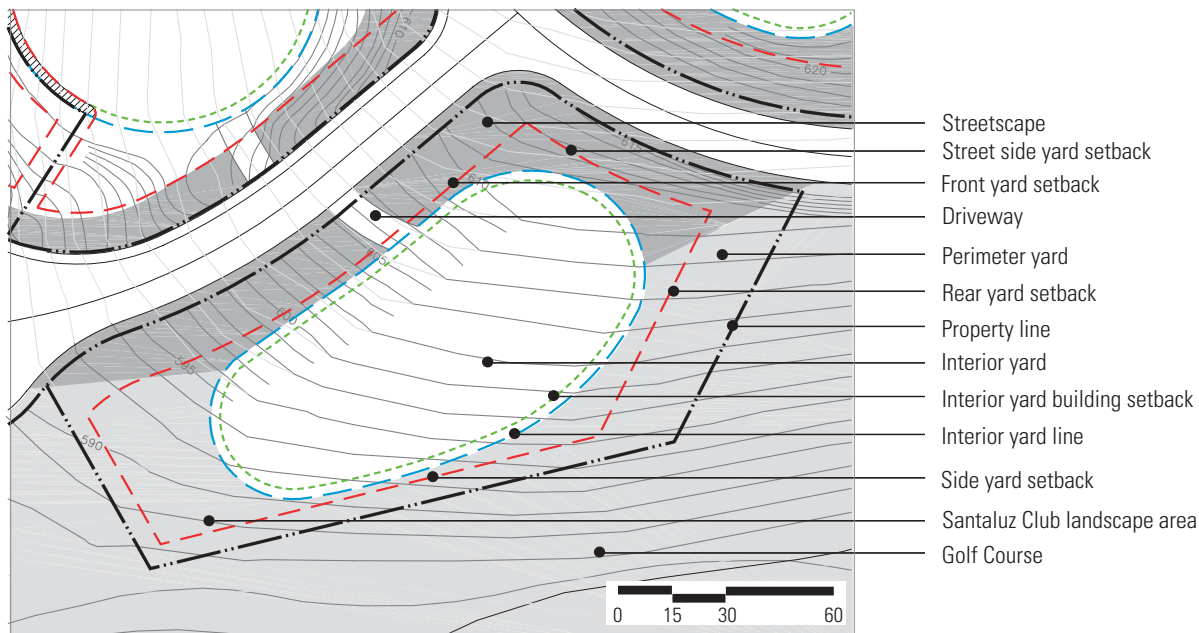 619
620
Streetscape
615
Street side yard setback
610
Front yard setback
Driveway
605
Perimeter yard
Rear yard setback
600
Property line
595
Interior yard
Interior yard building setback
590
Interior yard line
Side yard setback
Santaluz Club landscape area
Golf Course
0 15 30 60